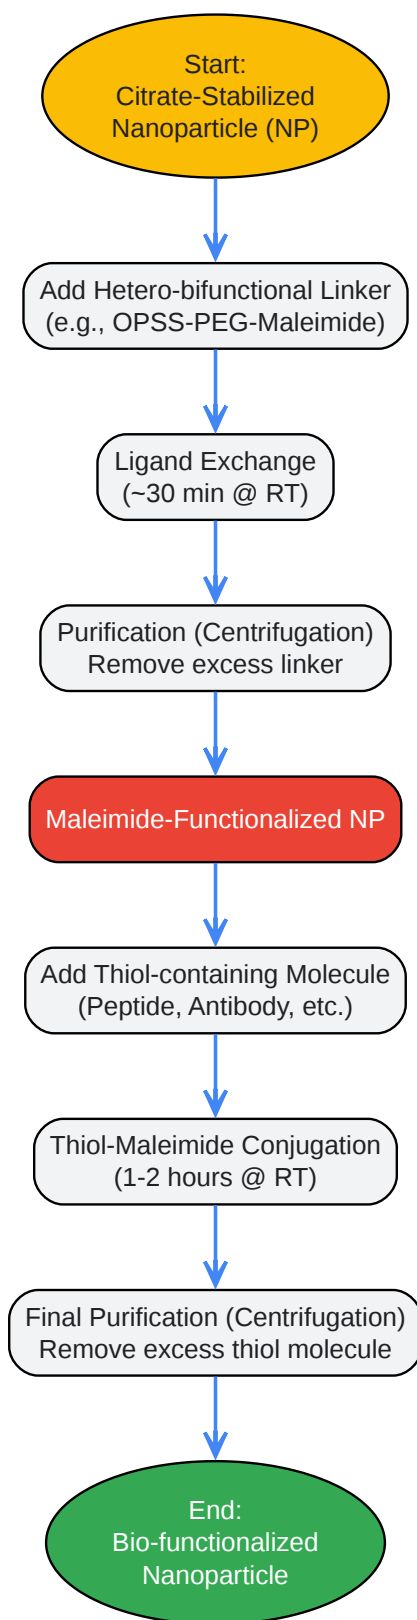 Start:
Citrate-Stabilized
Nanoparticle (NP)
Add Hetero-bifunctional Linker
(e.g., OPSS-PEG-Maleimide)
Ligand Exchange
(~30 min @ RT)
Purification (Centrifugation)
Remove excess linker
Maleimide-Functionalized NP
Add Thiol-containing Molecule
(Peptide, Antibody, etc.)
Thiol-Maleimide Conjugation
(1-2 hours @ RT)
Final Purification (Centrifugation)
Remove excess thiol molecule
End:
Bio-functionalized
Nanoparticle